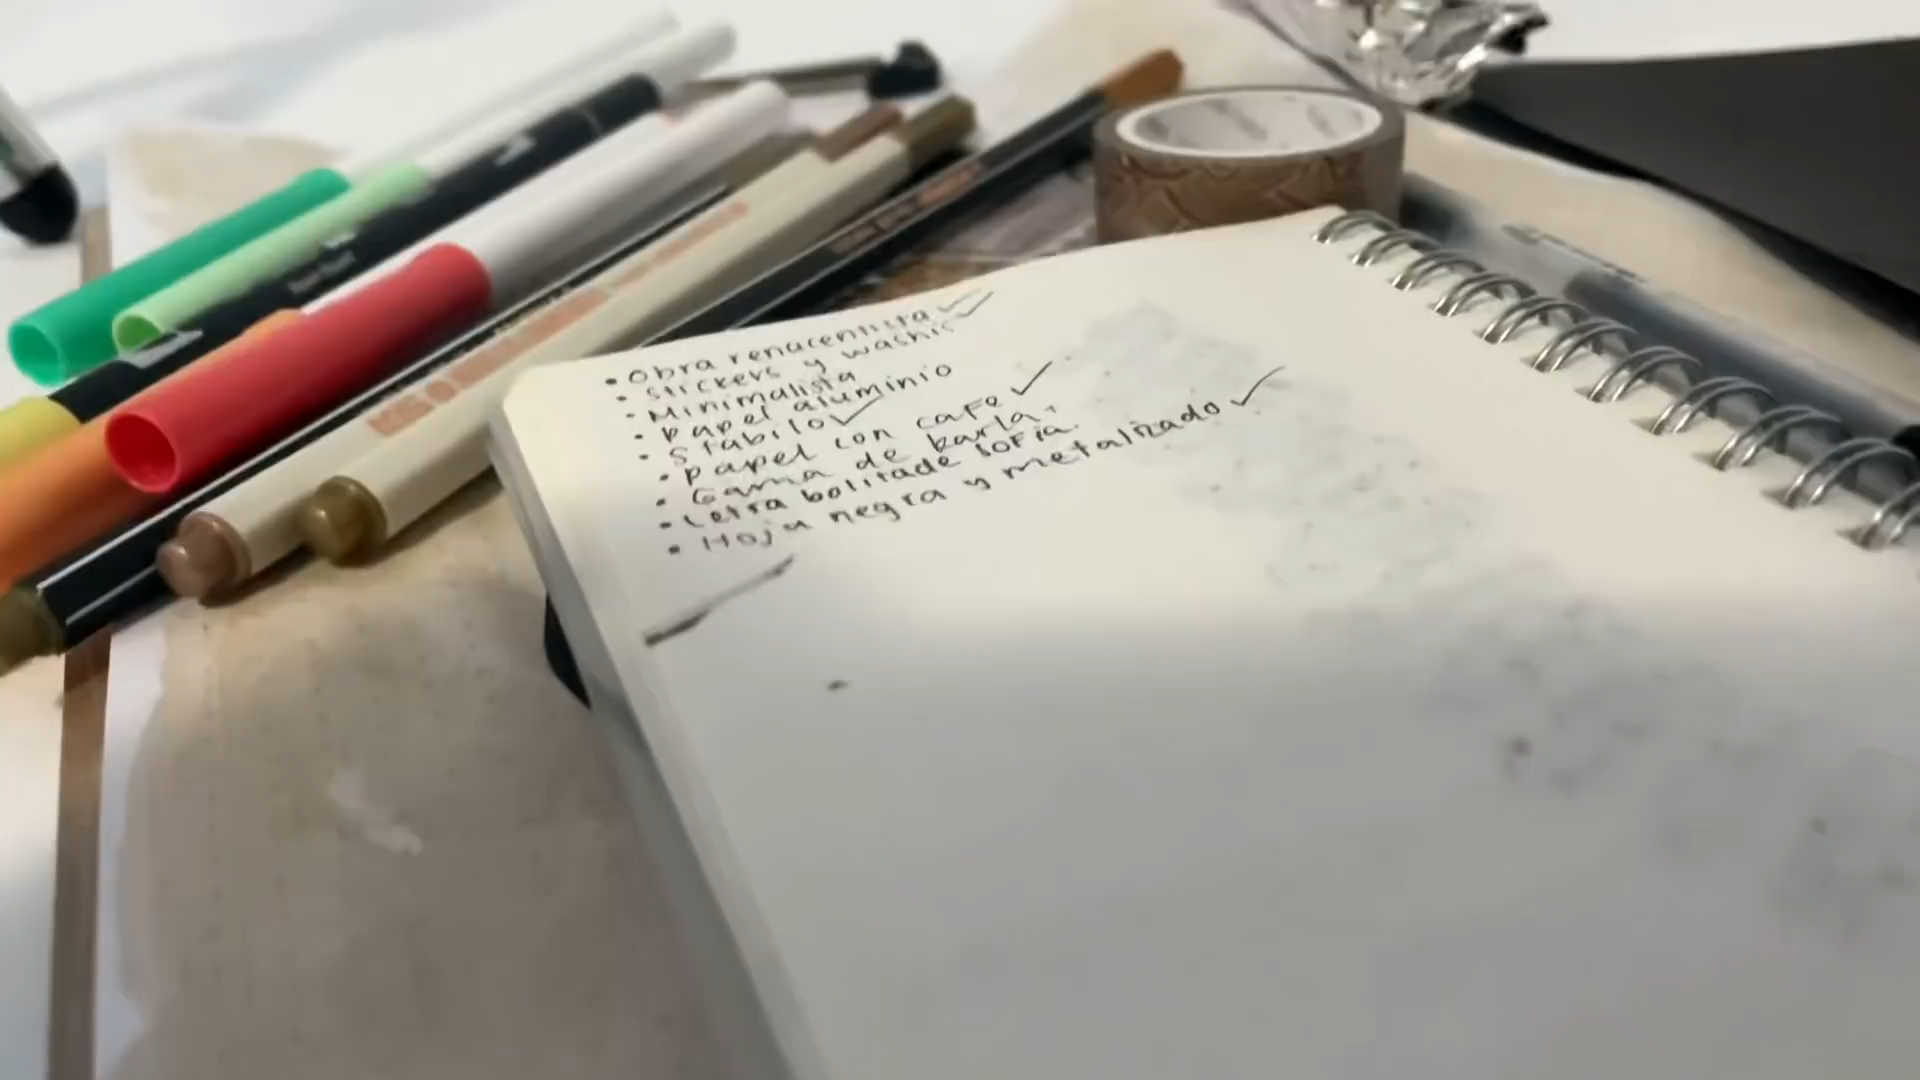 • Obra renacentista ✓
• Stickers y washis ✓
• Minimalista
• papel aluminio
• Stabilo ✓
• papel con cafe ✓
• Gama de karla.
• Letra bolitade sofia.
• Hoja negra y metalizado ✓